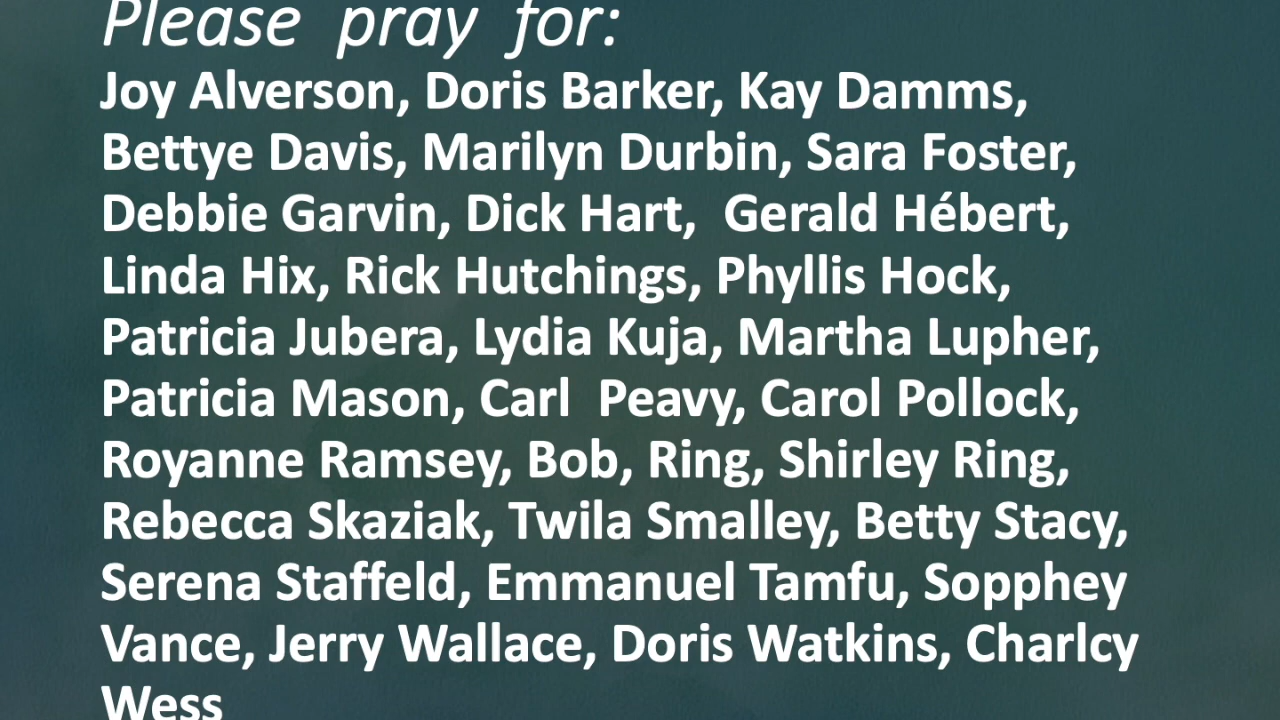 Please pray for:
Joy Alverson, Doris Barker, Kay Damms,
Bettye Davis, Marilyn Durbin, Sara Foster,
Debbie Garvin, Dick Hart, Gerald Hébert,
Linda Hix, Rick Hutchings, Phyllis Hock,
Patricia Jubera, Lydia Kuja, Martha Lupher,
Patricia Mason, Carl Peavy, Carol Pollock,
Royanne Ramsey, Bob, Ring, Shirley Ring,
Rebecca Skaziak, Twila Smalley, Betty Stacy,
Serena Staffeld, Emmanuel Tamfu, Sopphey
Vance, Jerry Wallace, Doris Watkins, Charlcy
Wess